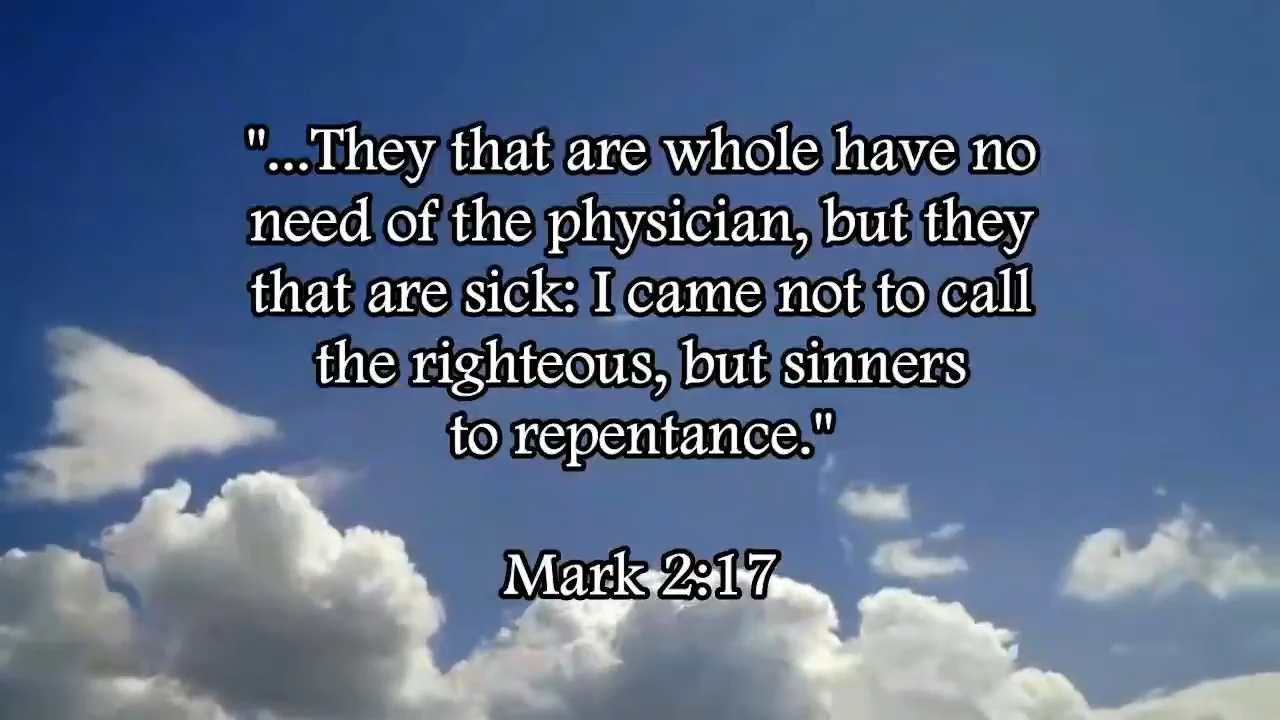 "...They that are whole have no
need of the physician, but they
that are sick: I came not to call
the righteous, but sinners
to repentance."
Mark 2:17